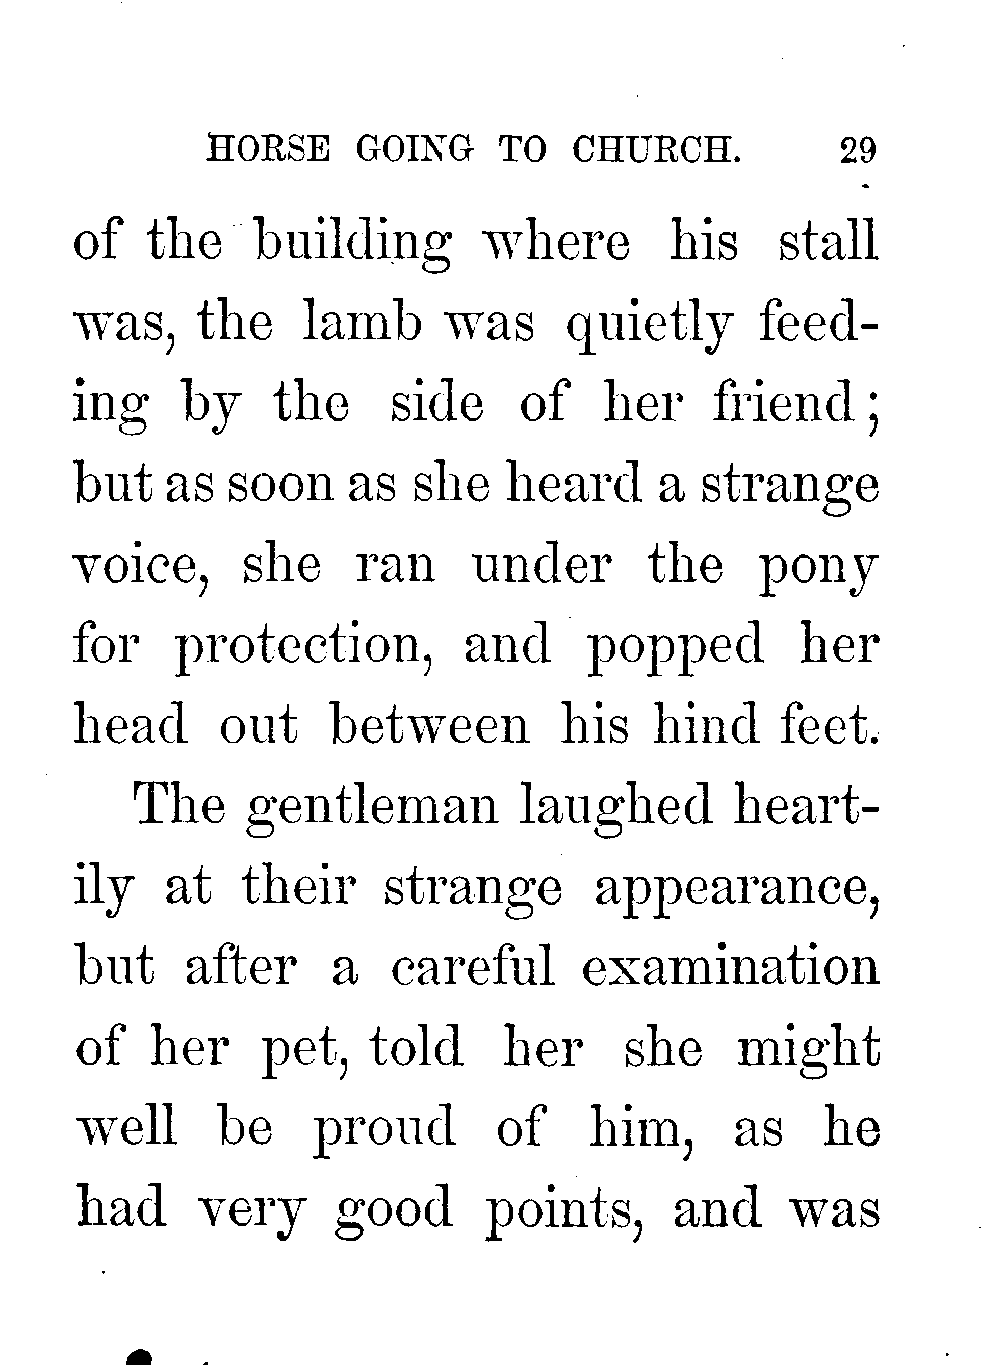 HORSE GOING TO CHURCH. 29
of the building where his stall
was, the lamb was quietly feed-
ing by the side of her friend;
but as soon as she heard a strange
voice, she ran under the pony
for protection, and popped her
head out between his hind feet.
The gentleman laughed heart-
ily at their strange appearance,
but after a careful examination
of her pet, told her she might
well be proud of him, as he
had very good points, and was